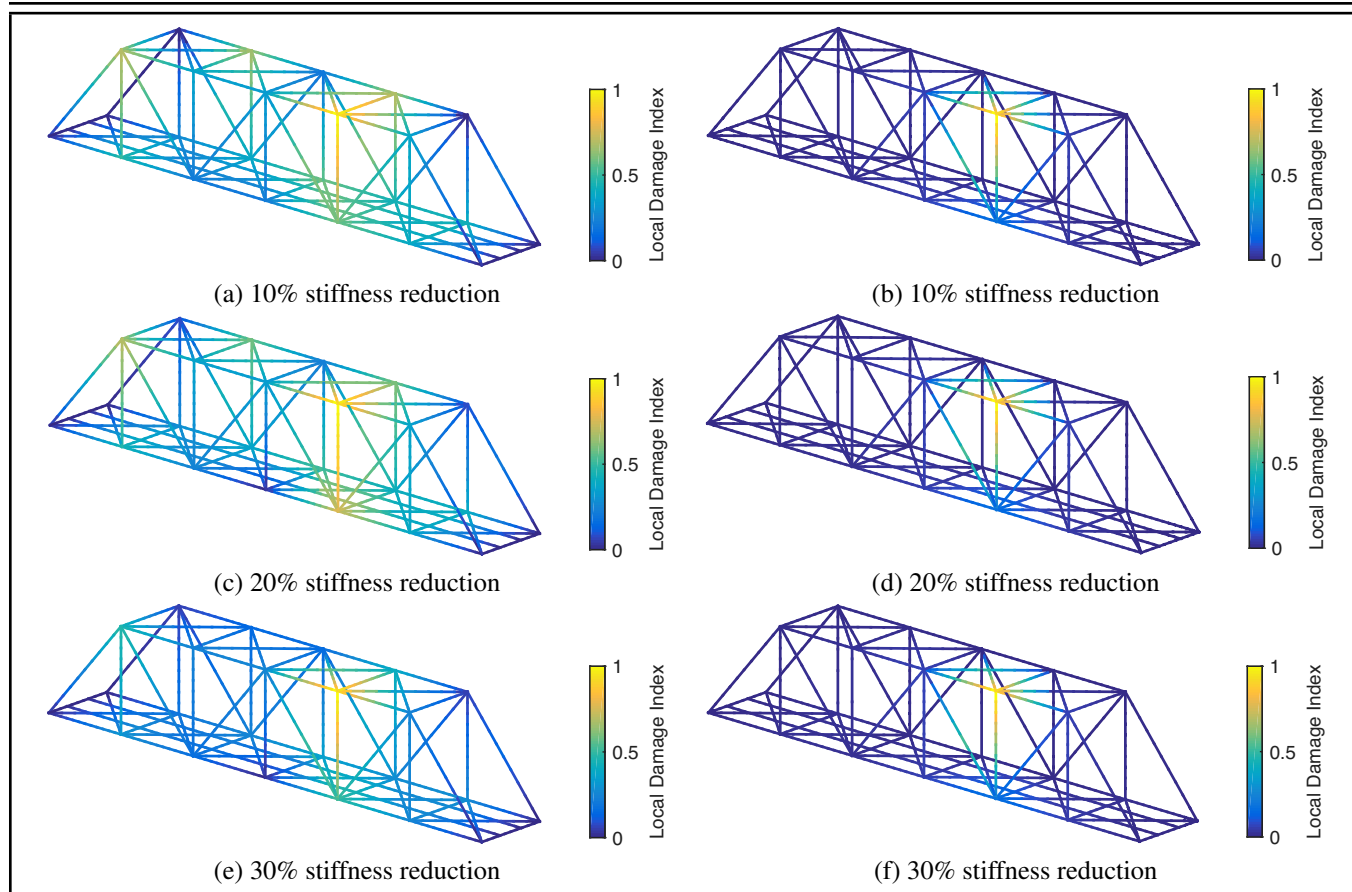 1
0.5
0
Local Damage Index
(a) 10% stiffness reduction
1
0.5
0
Local Damage Index
(b) 10% stiffness reduction
1
0.5
0
Local Damage Index
(c) 20% stiffness reduction
1
0.5
0
Local Damage Index
(d) 20% stiffness reduction
1
0.5
0
Local Damage Index
(e) 30% stiffness reduction
1
0.5
0
Local Damage Index
(f) 30% stiffness reduction